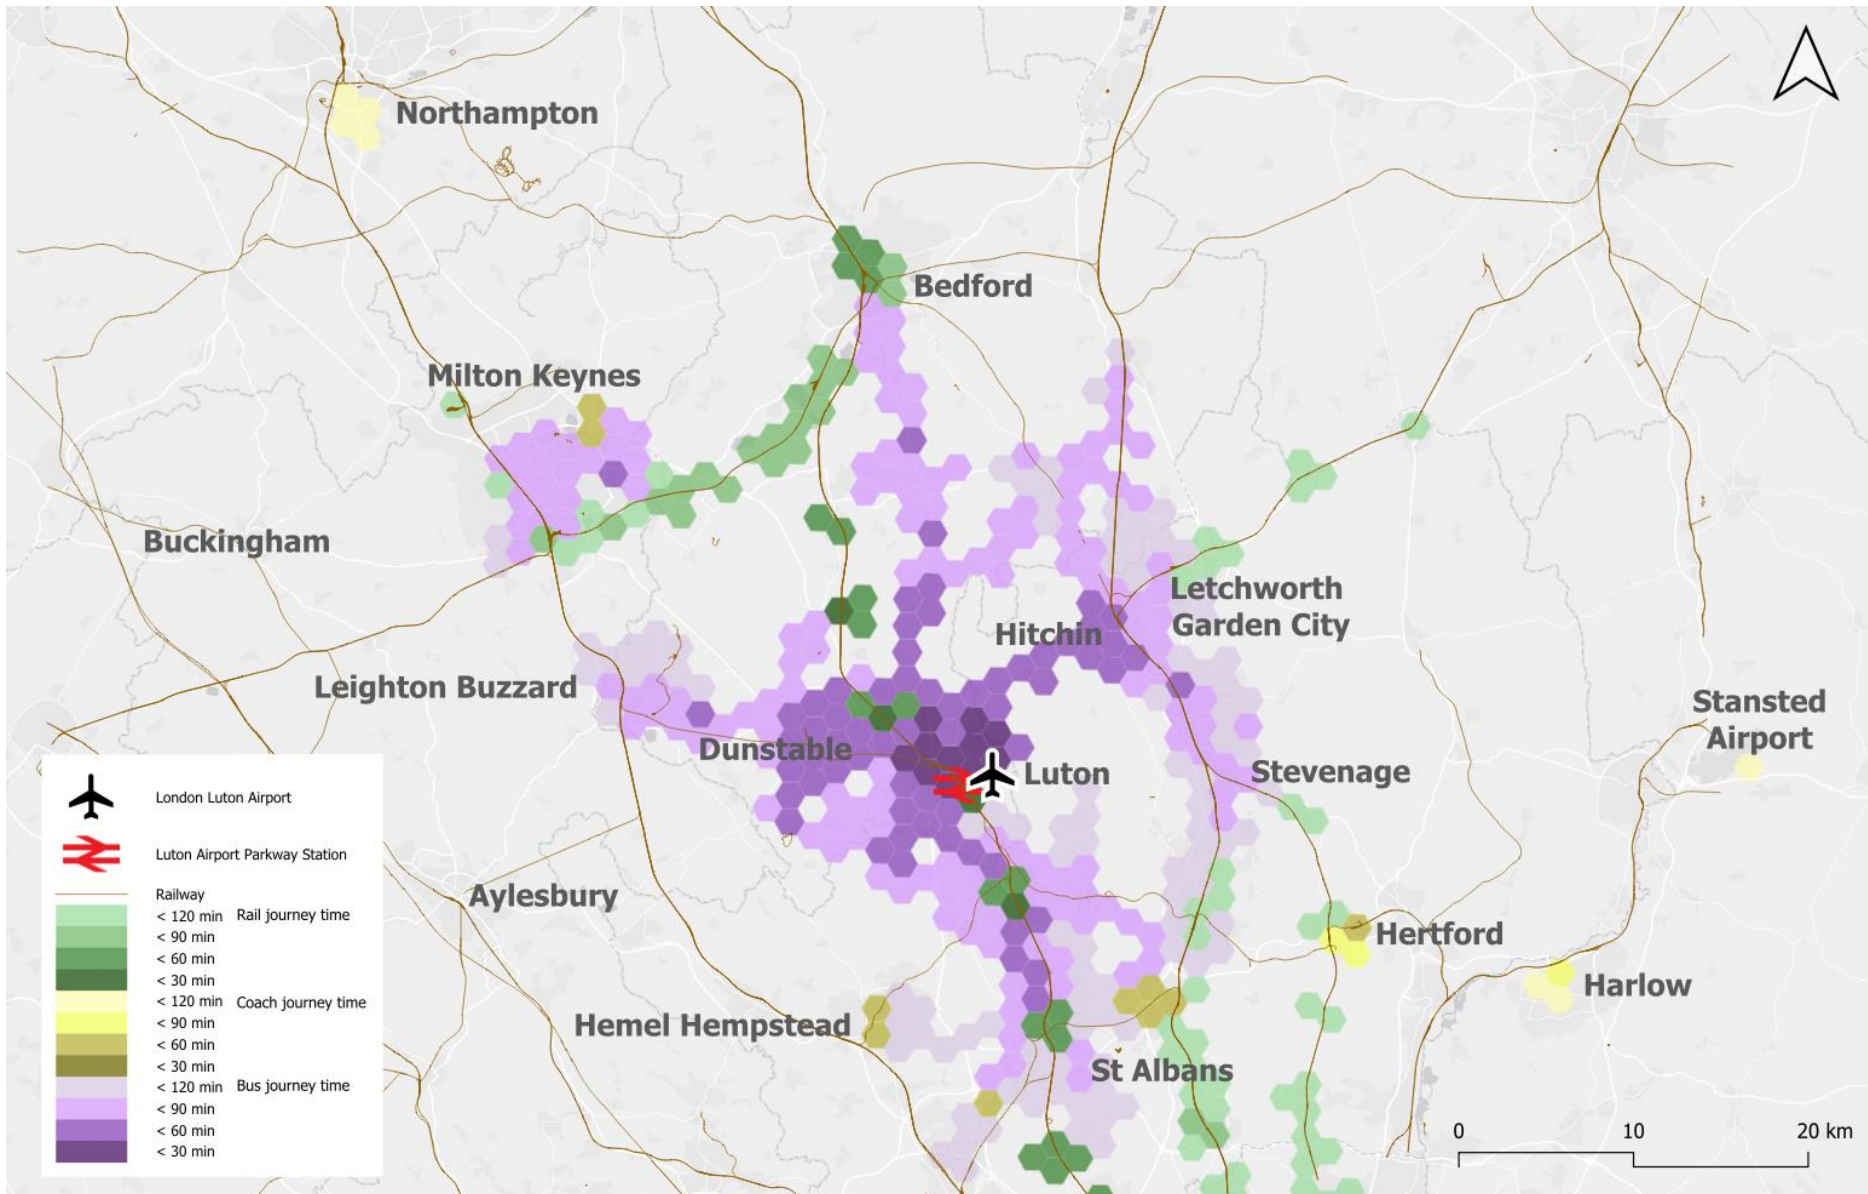 Northampton
Bedford
Milton Keynes
Buckingham
Letchworth
Garden City
Hitchin
Leighton Buzzard
Stansted
Airport
Dunstable
Luton
Stevenage
Aylesbury
Hertford
Harlow
Hemel Hempstead
St Albans
London Luton Airport
Luton Airport Parkway Station
Railway
< 120 min Rail journey time
< 90 min
< 60 min
< 30 min
< 120 min Coach journey time
< 90 min
< 60 min
< 30 min
< 120 min Bus journey time
< 90 min
< 60 min
< 30 min
0 10 20 km